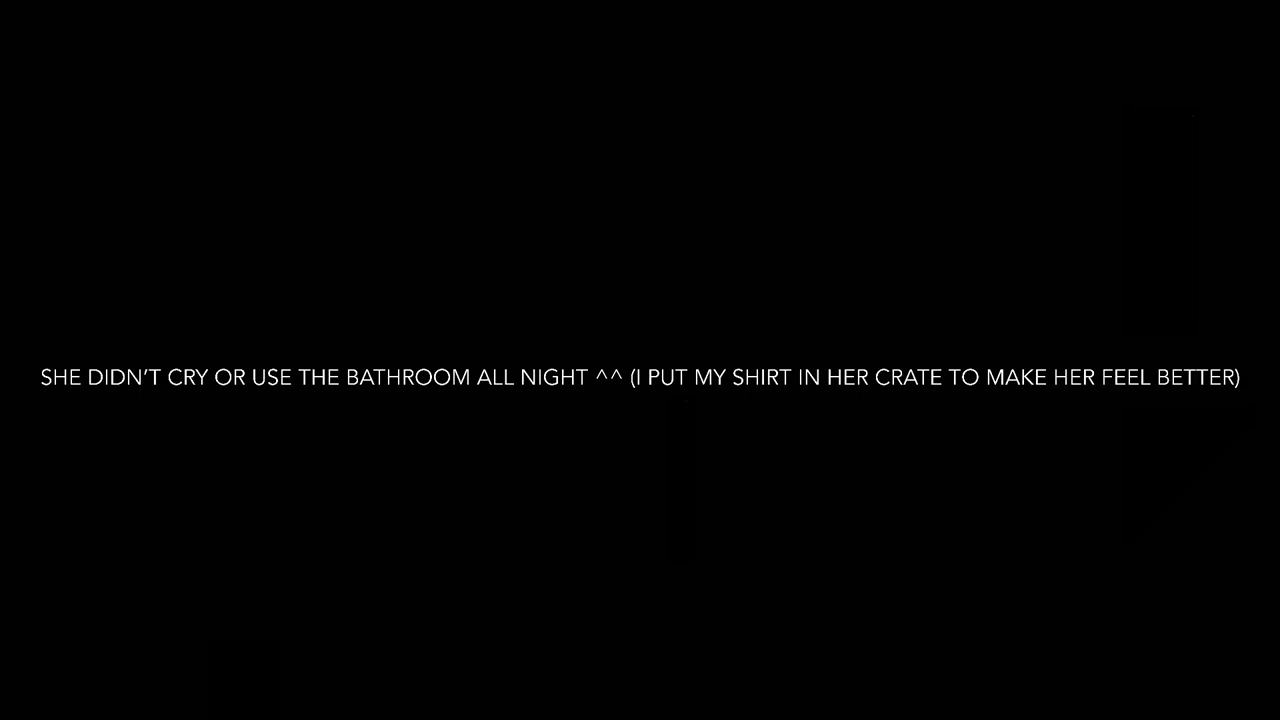 SHE DIDN’T CRY OR USE THE BATHROOM ALL NIGHT ^^ (I PUT MY SHIRT IN HER CRATE TO MAKE HER FEEL BETTER)